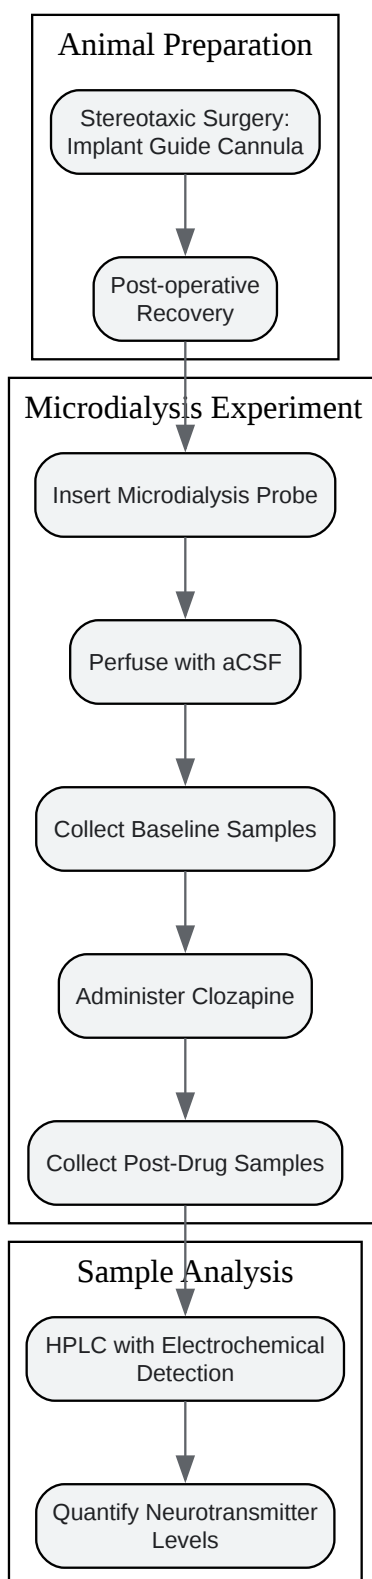 Animal Preparation
Stereotaxic Surgery:
Implant Guide Cannula
Post-operative
Recovery
Microdialysis Experiment
Insert Microdialysis Probe
Perfuse with aCSF
Collect Baseline Samples
Administer Clozapine
Collect Post-Drug Samples
Sample Analysis
HPLC with Electrochemical
Detection
Quantify Neurotransmitter
Levels